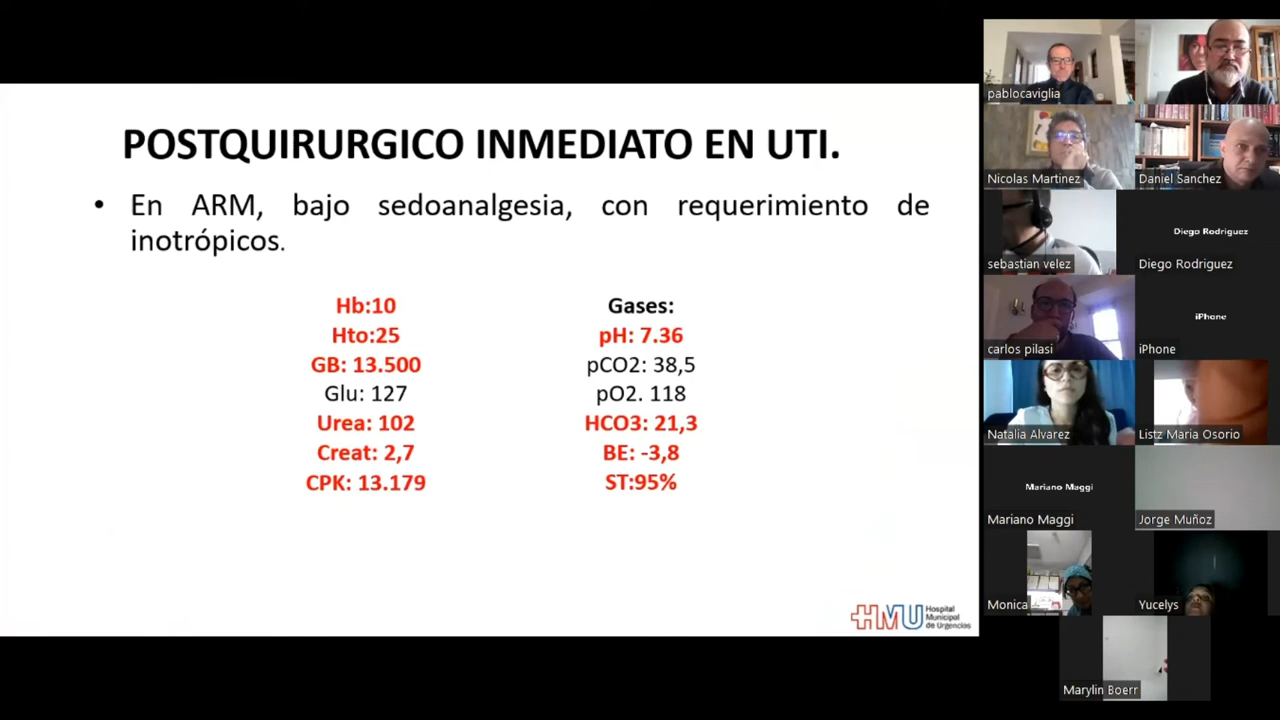 POSTQUIRURGICO INMEDIATO EN UTI.
• En ARM, bajo sedoanalgesia, con requerimiento de
inotrópicos.
Hb:10
Hto:25
GB: 13.500
Glu: 127
Urea: 102
Creat: 2,7
CPK: 13.179
Gases:
pH: 7.36
pCO2: 38,5
pO2. 118
HCO3: 21,3
BE: -3,8
ST:95%
HMU
Hospital
Municipal
de Urgencias
pablocaviglia
Nicolas Martinez
Daniel Sanchez
sebastian velez
Diego Rodriguez
Diego Rodriguez
carlos pilasi
iPhone
iPhone
Natalia Alvarez
Listz Maria Osorio
Mariano Maggi
Mariano Maggi
Jorge Muñoz
Monica
Yucelys
Marylin Boerr